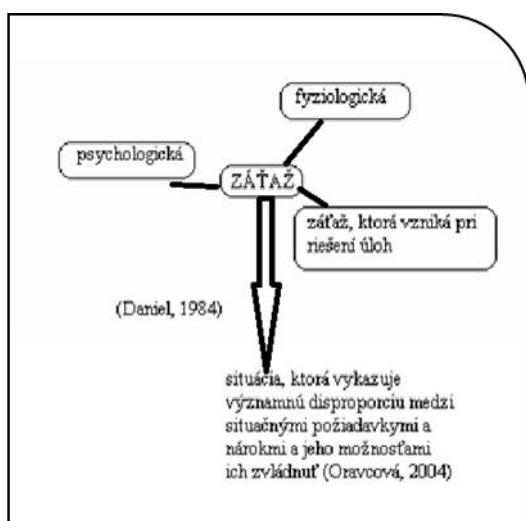 fyziologická
psychologická
ZÁŤAŽ
záťaž, ktorá vzniká pri
riešení úloh
(Daniel, 1984)
situácia, ktorá vykazuje
významnú disproporciu medzi
situačnými požiadavkymi a
nárokmi a jeho možnosťami
ich zvládnuť (Oravcová, 2004)